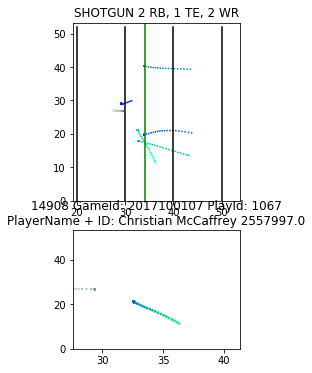 SHOTGUN 2 RB, 1 TE, 2 WR
50
40
30
20
10
0
20 30 40 50
14908 GameId: 2017100107 PlayId: 1067
PlayerName + ID: Christian McCaffrey 2557997.0
40
20
0
30 35 40